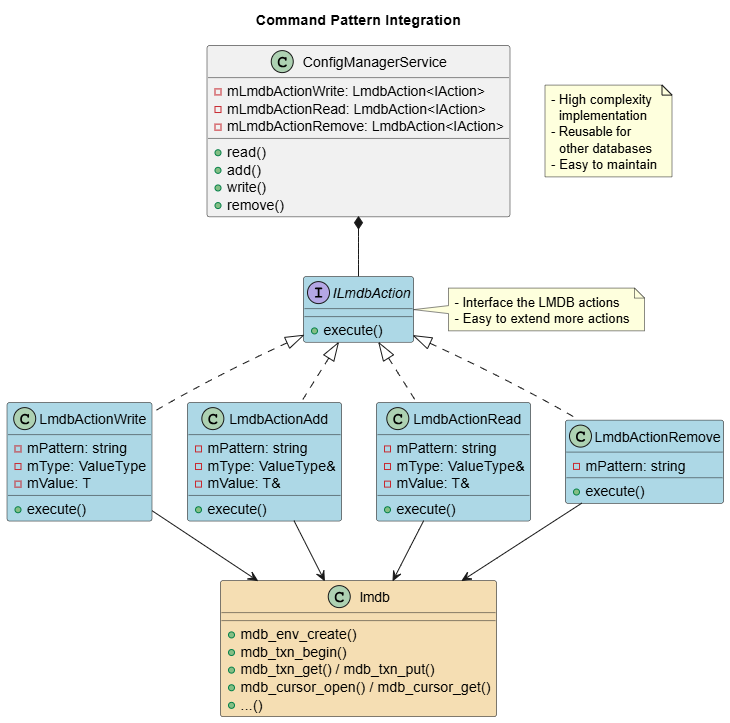 Command Pattern Integration
C ConfigManagerService
mLmdbActionWrite: LmdbAction<IAction>
mLmdbActionRead: LmdbAction<IAction>
mLmdbActionRemove: LmdbAction<IAction>
read()
add()
write()
remove()
- High complexity
implementation
- Reusable for
other databases
- Easy to maintain
I ILmdbAction
execute()
- Interface the LMDB actions
- Easy to extend more actions
C LmdbActionWrite
mPattern: string
mType: ValueType
mValue: T
execute()
C LmdbActionAdd
mPattern: string
mType: ValueType&
mValue: T&
execute()
C LmdbActionRead
mPattern: string
mType: ValueType&
mValue: T&
execute()
C LmdbActionRemove
mPattern: string
execute()
C lmdb
mdb_env_create()
mdb_txn_begin()
mdb_txn_get() / mdb_txn_put()
mdb_cursor_open() / mdb_cursor_get()
...()